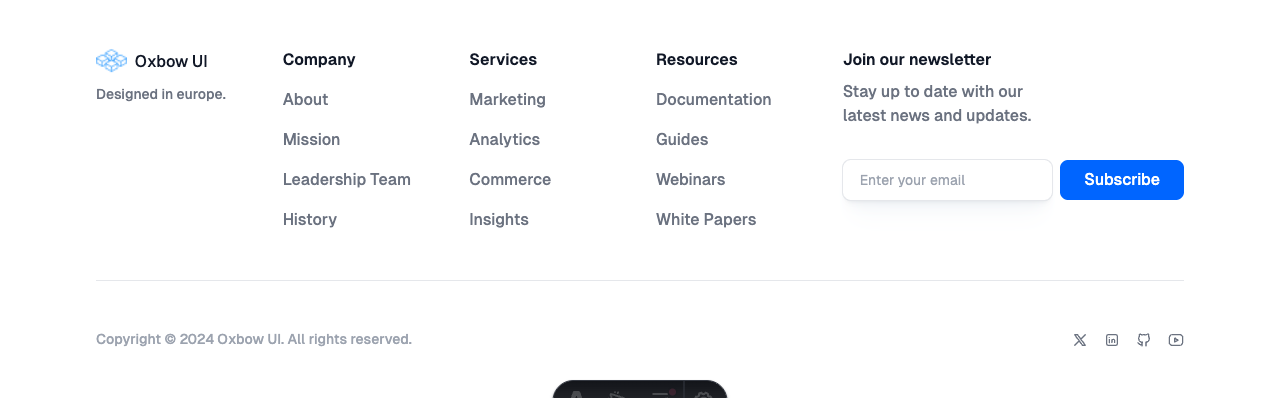 Oxbow UI
Designed in europe.
Company
About
Mission
Leadership Team
History
Services
Marketing
Analytics
Commerce
Insights
Resources
Documentation
Guides
Webinars
White Papers
Join our newsletter
Stay up to date with our
latest news and updates.
Enter your email
Subscribe
Copyright © 2024 Oxbow UI. All rights reserved.